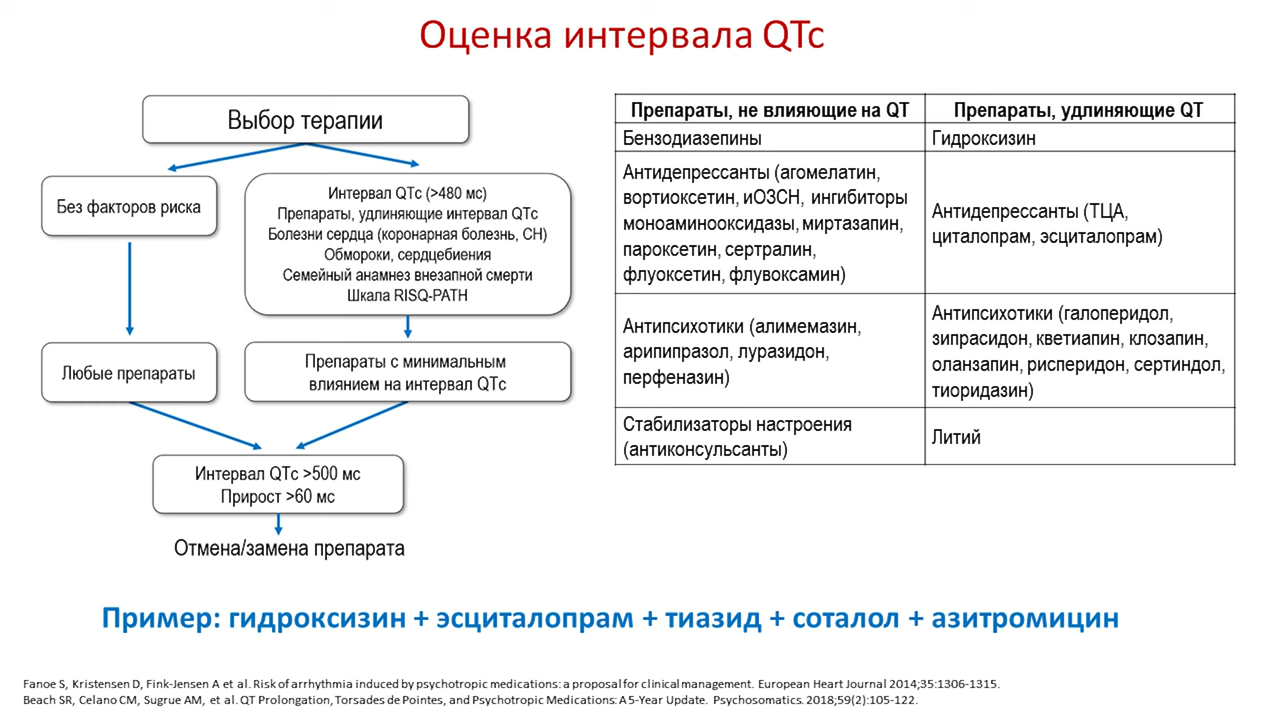 Оценка интервала QTc
Выбор терапии
Без факторов риска
Интервал QTc (>480 мс)
Препараты, удлиняющие интервал QTc
Болезни сердца (коронарная болезнь, СН)
Обмороки, сердцебиения
Семейный анамнез внезапной смерти
Шкала RISQ-PATH
Любые препараты
Препараты с минимальным
влиянием на интервал QTc
Интервал QTc >500 мс
Прирост >60 мс
Отмена/замена препарата
Препараты, не влияющие на QT
Препараты, удлиняющие QT
Бензодиазепины
Гидроксизин
Антидепрессанты (агомелатин,
вортиоксетин, иОЗСН, ингибиторы
моноаминооксидазы, миртазапин,
пароксетин, сертралин,
флуоксетин, флувоксамин)
Антидепрессанты (ТЦА,
циталопрам, эсциталопрам)
Антипсихотики (алимемазин,
арипипразол, луразидон,
перфеназин)
Антипсихотики (галоперидол,
зипрасидон, кветиапин, клозапин,
оланзапин, рисперидон, сертиндол,
тиоридазин)
Стабилизаторы настроения
(антиконсульсанты)
Литий
Пример: гидроксизин + эсциталопрам + тиазид + соталол + азитромицин
Fanoe S, Kristensen D, Fink-Jensen A et al. Risk of arrhythmia induced by psychotropic medications: a proposal for clinical management. European Heart Journal 2014;35:1306-1315.
Beach SR, Celano CM, Sugrue AM, et al. QT Prolongation, Torsades de Pointes, and Psychotropic Medications: A 5-Year Update. Psychosomatics. 2018;59(2):105-122.